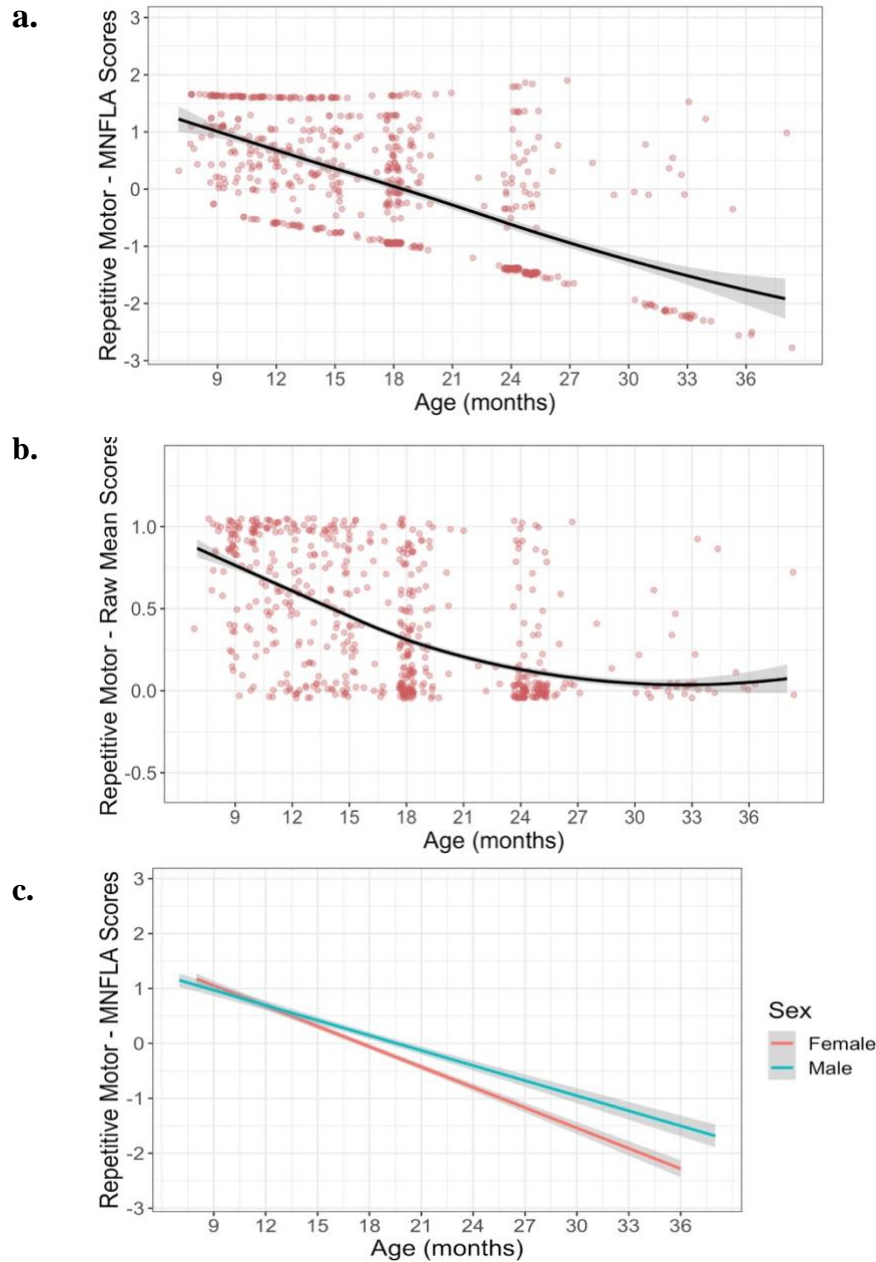 a.
Repetitive Motor - MNFLA Scores
3
2
1
0
-1
-2
-3
9 12 15 18 21 24 27 30 33 36
Age (months)
b.
Repetitive Motor - Raw Mean Scores
1.0
0.5
0.0
-0.5
9 12 15 18 21 24 27 30 33 36
Age (months)
c.
Repetitive Motor - MNFLA Scores
3
2
1
0
-1
-2
-3
9 12 15 18 21 24 27 30 33 36
Age (months)
Sex
Female
Male